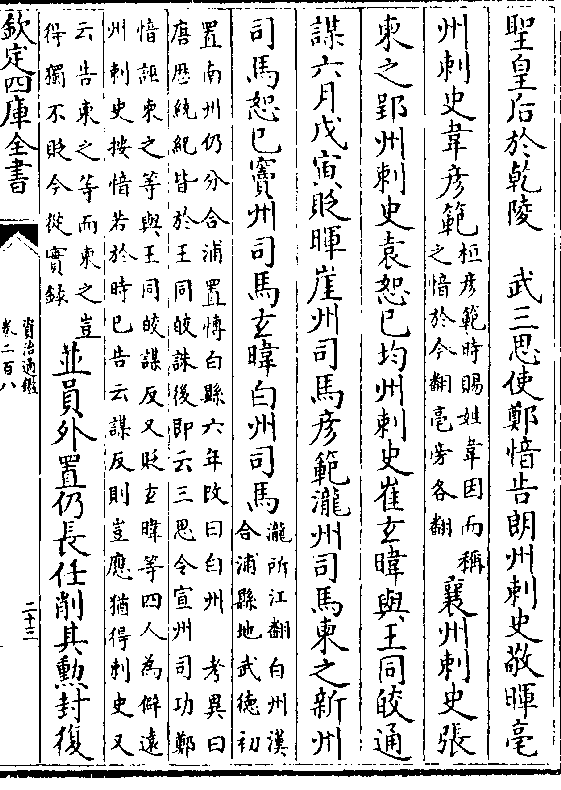 聖皇后於乾陵　武三思使鄭愔告朗州刺史敬暉亳
州刺史韋彥範桓彥範時賜姓韋因而稱
之愔於今翻亳旁各翻襄州刺史張
柬之郢州刺史袁恕己均州刺史崔玄暐與王同皎通
謀六月戊寅貶暉崖州司馬彥範瀧州司馬柬之新州
司馬恕己竇州司馬玄暐白州司馬瀧所江翻白州漢
合浦縣地武德初
置南州仍分合浦置愽白縣六年改曰白州　考異曰
唐歴統紀皆於王同皎誅後即云三思令宣州司功鄭
愔誣柬之等與王同皎謀反又貶玄暐等四人為僻遠
州刺史按愔若於時已告云謀反則豈應猶得刺史又
云告柬之等而柬之豈
得獨不貶今從實録並員外置仍長任削其勲封復
欽定四庫全書
資治通鑑
卷二百八
二十三